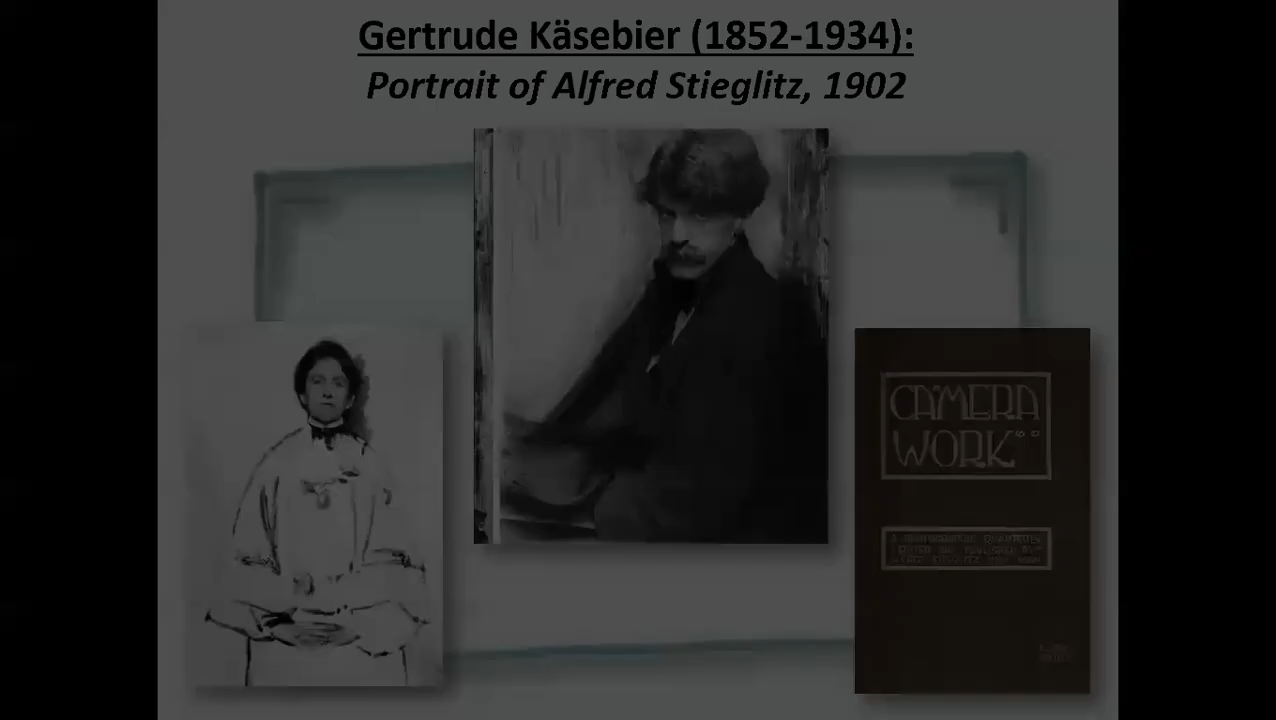 Gertrude Käsebier (1852-1934):
Portrait of Alfred Stieglitz, 1902
CAMERA
WORK